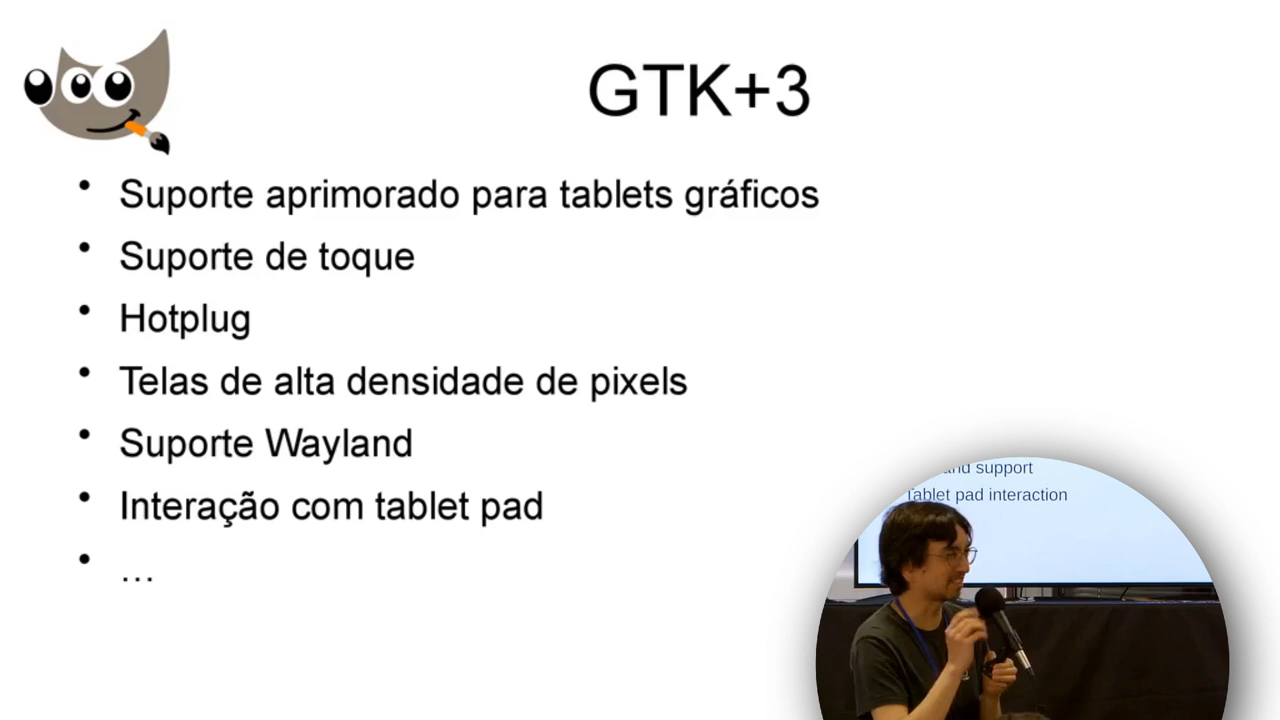 GTK+3
• Suporte aprimorado para tablets gráficos
• Suporte de toque
• Hotplug
• Telas de alta densidade de pixels
• Suporte Wayland
• Interação com tablet pad
• ...
support
Tablet pad interaction